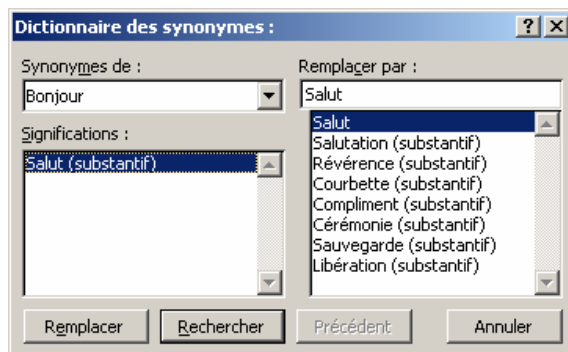 Dictionnaire des synonymes :
Synonymes de :
Bonjour
Significations :
Salut (substantif)
Remplacer par :
Salut
Salut
Salutation (substantif)
Révérence (substantif)
Courbette (substantif)
Compliment (substantif)
Cérémonie (substantif)
Sauvegarde (substantif)
Libération (substantif)
Remplacer
Rechercher
Précédent
Annuler